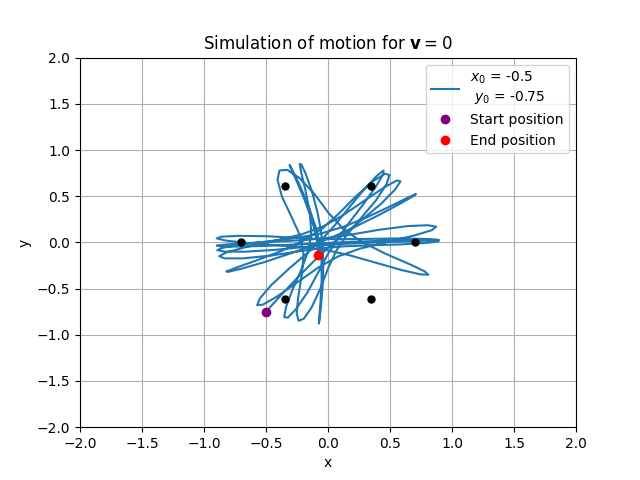 Simulation of motion for v = 0
x₀ = -0.5
y₀ = -0.75
Start position
End position
2.0
1.5
1.0
0.5
0.0
−0.5
−1.0
−1.5
−2.0
y
−2.0 −1.5 −1.0 −0.5 0.0 0.5 1.0 1.5 2.0
x